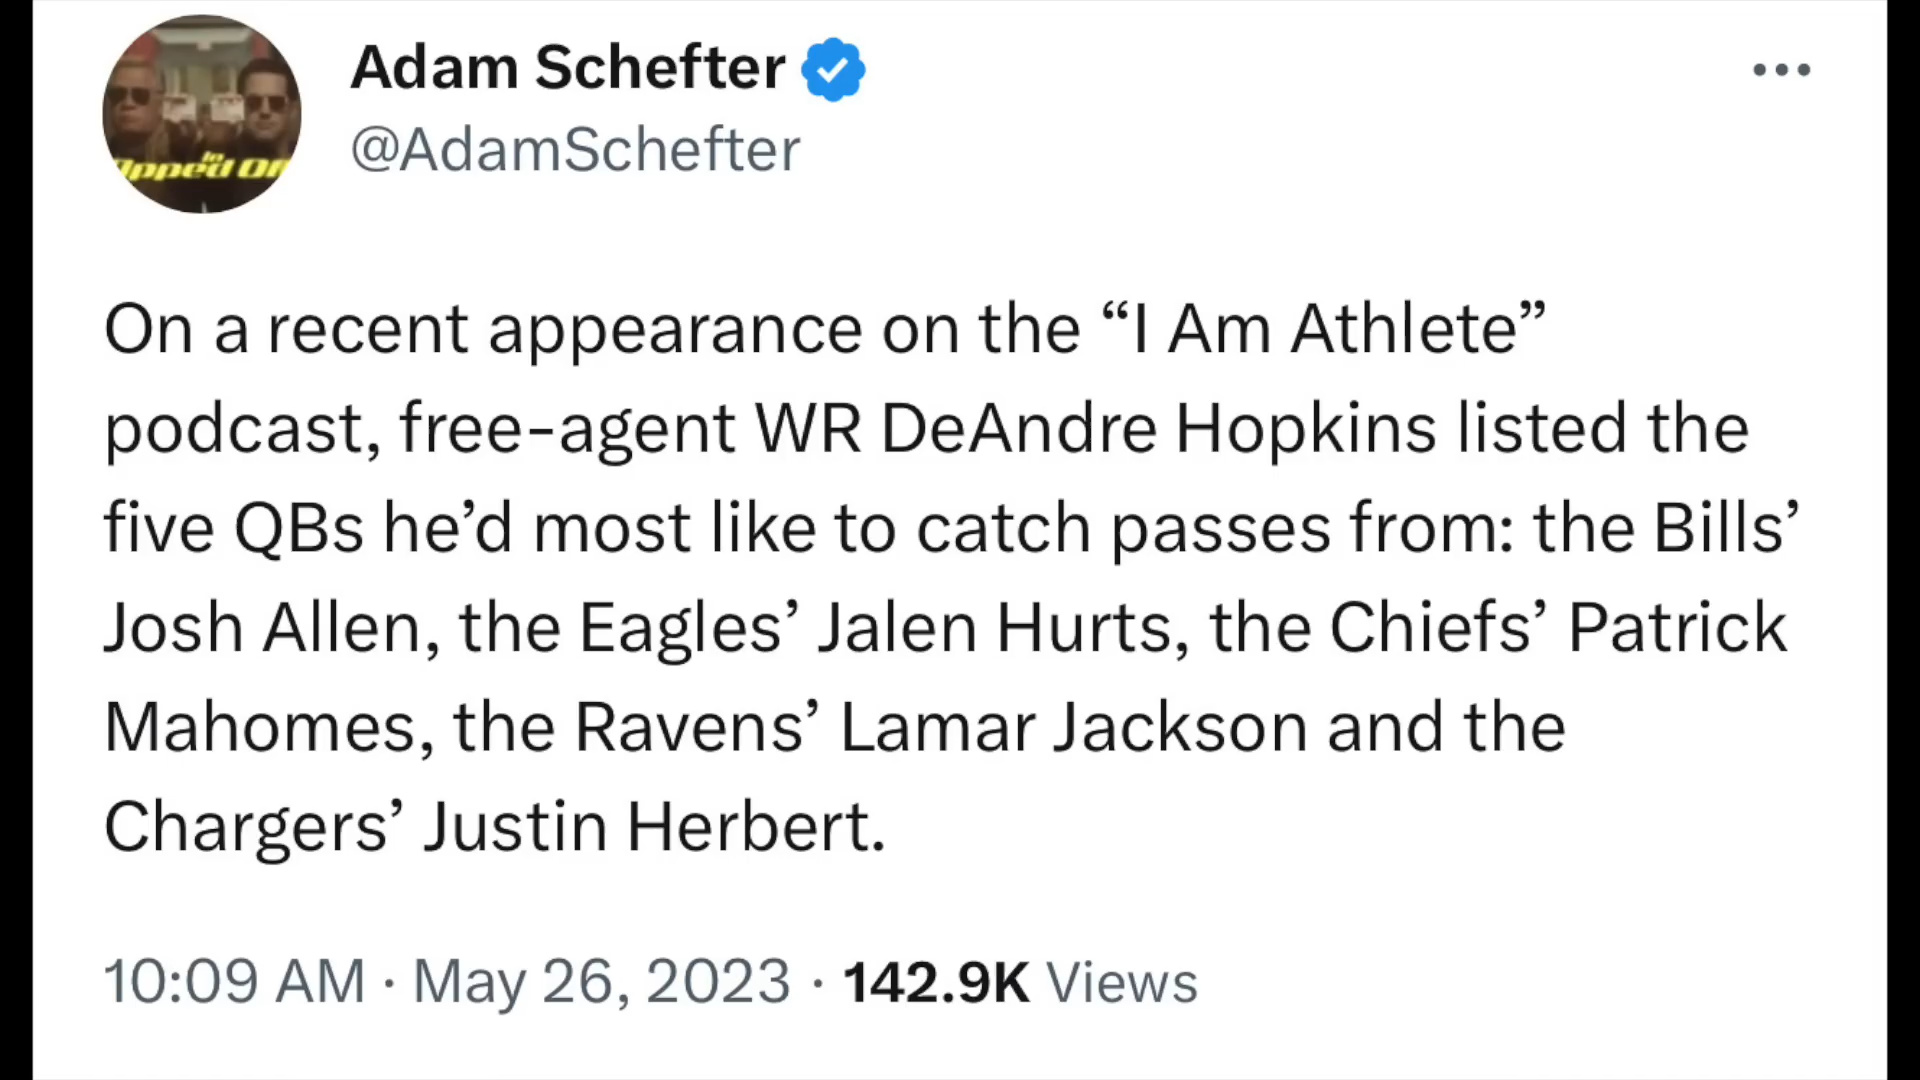 Adam Schefter
@AdamSchefter
in
pped O
On a recent appearance on the “I Am Athlete”
podcast, free-agent WR DeAndre Hopkins listed the
five QBs he’d most like to catch passes from: the Bills’
Josh Allen, the Eagles’ Jalen Hurts, the Chiefs’ Patrick
Mahomes, the Ravens’ Lamar Jackson and the
Chargers’ Justin Herbert.
10:09 AM · May 26, 2023 · 142.9K Views